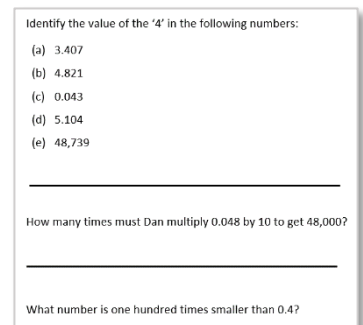 Identify the value of the ‘4’ in the following numbers:
(a) 3.407
(b) 4.821
(c) 0.043
(d) 5.104
(e) 48,739
How many times must Dan multiply 0.048 by 10 to get 48,000?
What number is one hundred times smaller than 0.4?